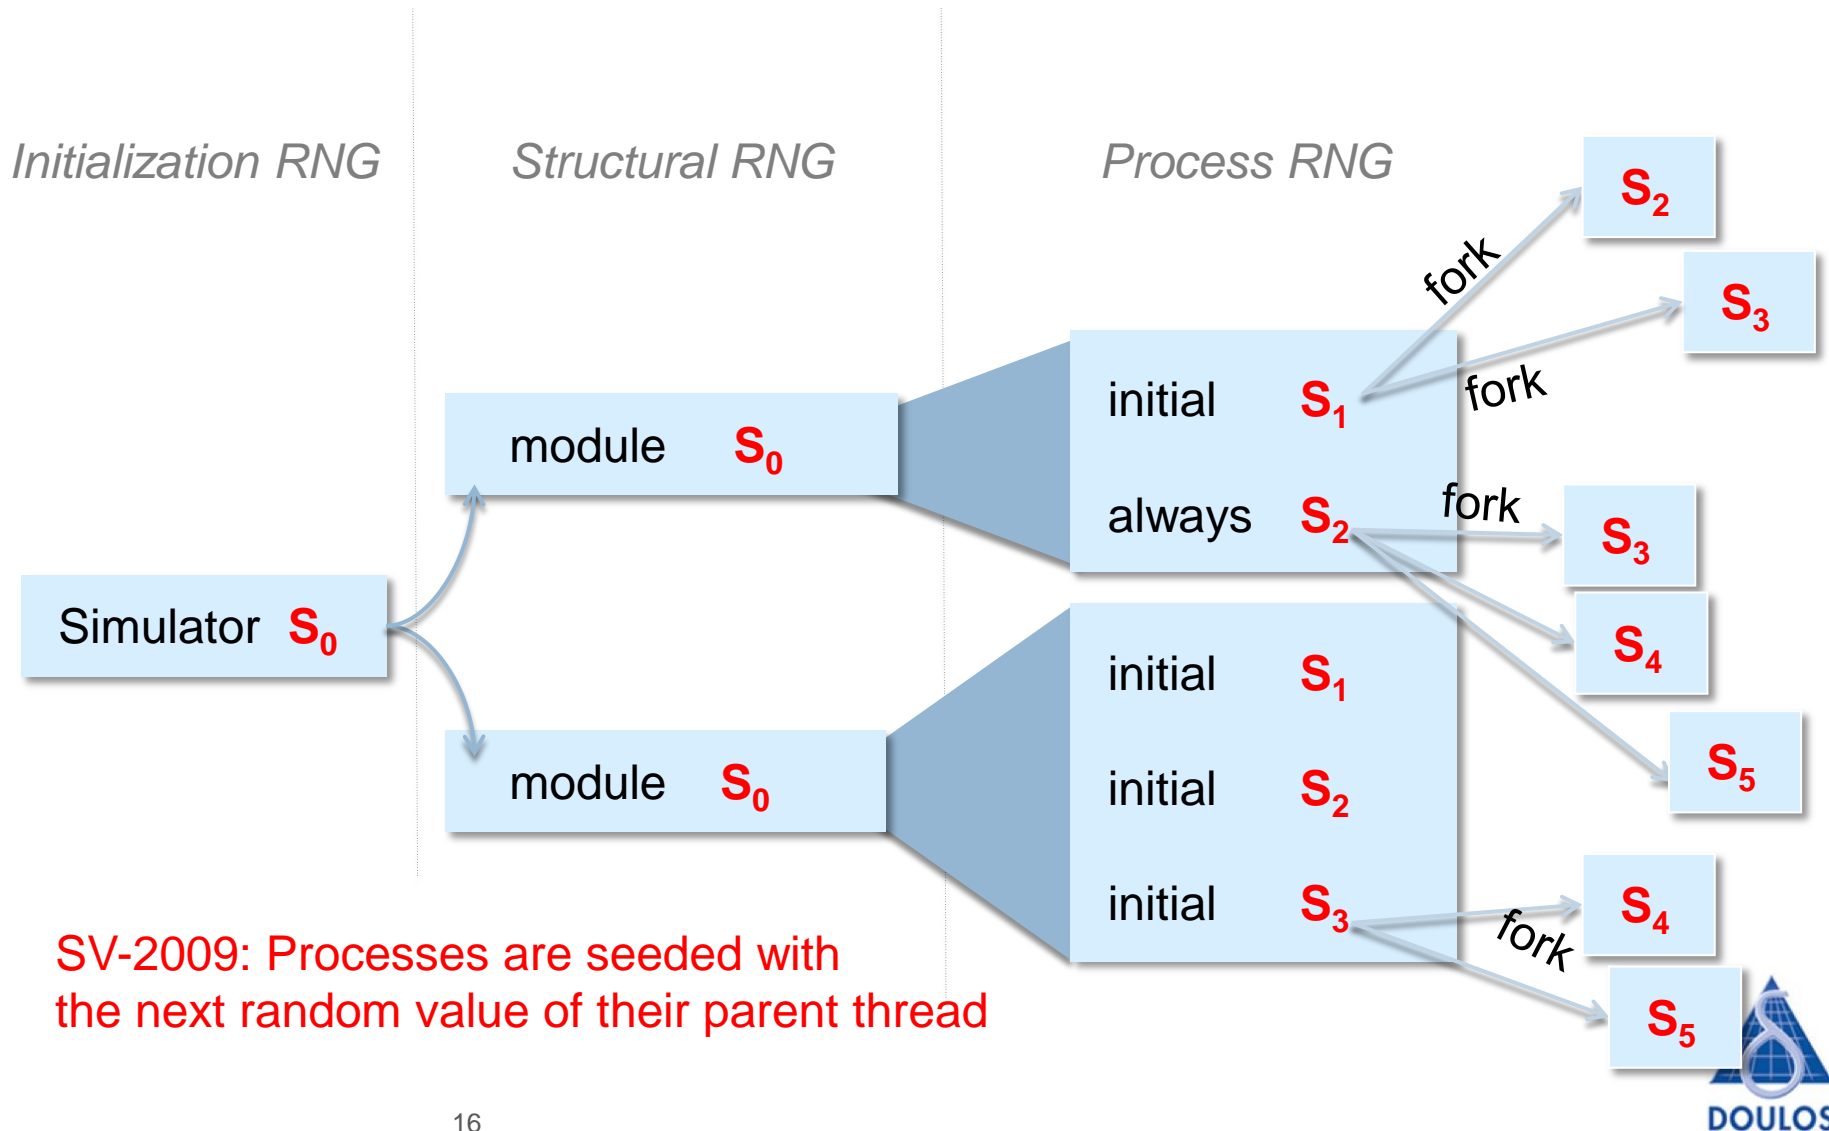 Initialization RNG
Structural RNG
Process RNG
S2
fork
S3
initial S1
fork
module S0
always S2
fork
S3
Simulator S0
S4
initial S1
S5
module S0
initial S2
initial S3
fork
S4
SV-2009: Processes are seeded with
the next random value of their parent thread
S5
DOULOS
16